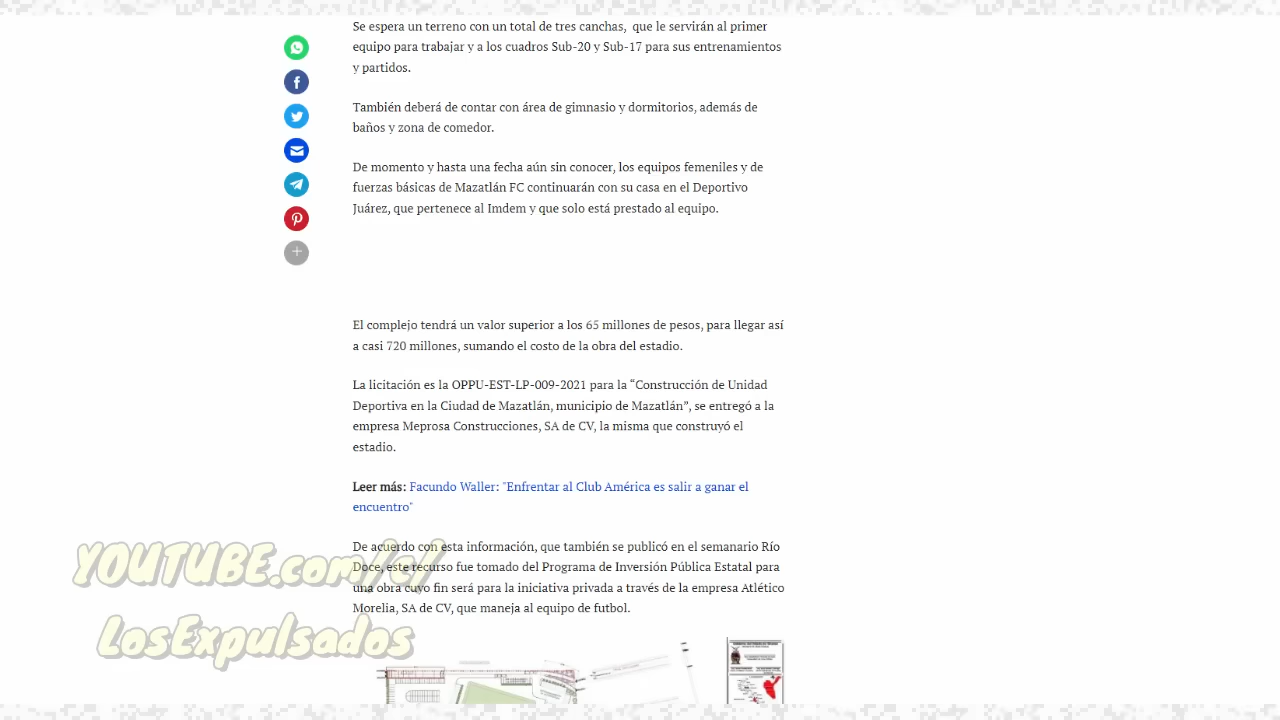 Se espera un terreno con un total de tres canchas, que le servirán al primer
equipo para trabajar y a los cuadros Sub-20 y Sub-17 para sus entrenamientos
y partidos.
También deberá de contar con área de gimnasio y dormitorios, además de
baños y zona de comedor.
De momento y hasta una fecha aún sin conocer, los equipos femeniles y de
fuerzas básicas de Mazatlán FC continuarán con su casa en el Deportivo
Juárez, que pertenece al Imdem y que solo está prestado al equipo.
El complejo tendrá un valor superior a los 65 millones de pesos, para llegar así
a casi 720 millones, sumando el costo de la obra del estadio.
La licitación es la OPPU-EST-LP-009-2021 para la “Construcción de Unidad
Deportiva en la Ciudad de Mazatlán, municipio de Mazatlán”, se entregó a la
empresa Meprosa Construcciones, SA de CV, la misma que construyó el
estadio.
Leer más: Facundo Waller: "Enfrentar al Club América es salir a ganar el
encuentro"
De acuerdo con esta información, que también se publicó en el semanario Río
Doce, este recurso fue tomado del Programa de Inversión Pública Estatal para
una obra cuyo fin será para la iniciativa privada a través de la empresa Atlético
Morelia, SA de CV, que maneja al equipo de futbol.
YOUTUBE.com/c/
LosExpulsados